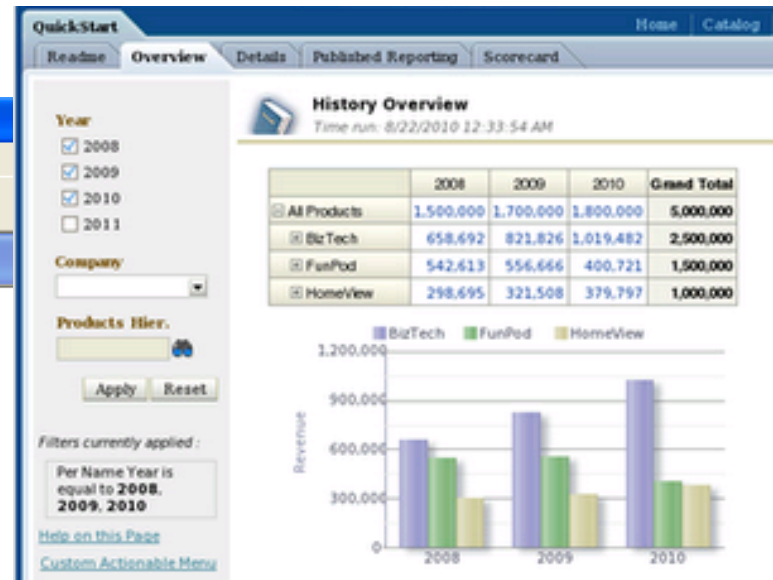 QuickStart
Home Catalog
Readme Overview Details Published Reporting Scorecard
Year
2008
2009
2010
2011
Company
Products Hier.
Apply Reset
Filters currently applied :
Per Name Year is
equal to 2008,
2009, 2010
Help on this Page
Custom Actionable Menu
History Overview
Time run: 8/22/2010 12:33:54 AM
2008 2009 2010 Grand Total
All Products 1,500,000 1,700,000 1,800,000 5,000,000
BizTech 658,692 821,826 1,019,482 2,500,000
FunPod 542,613 556,666 400,721 1,500,000
HomeView 298,695 321,508 379,797 1,000,000
BizTech FunPod HomeView
1,200,000
900,000
600,000
300,000
0
Revenue
2008 2009 2010